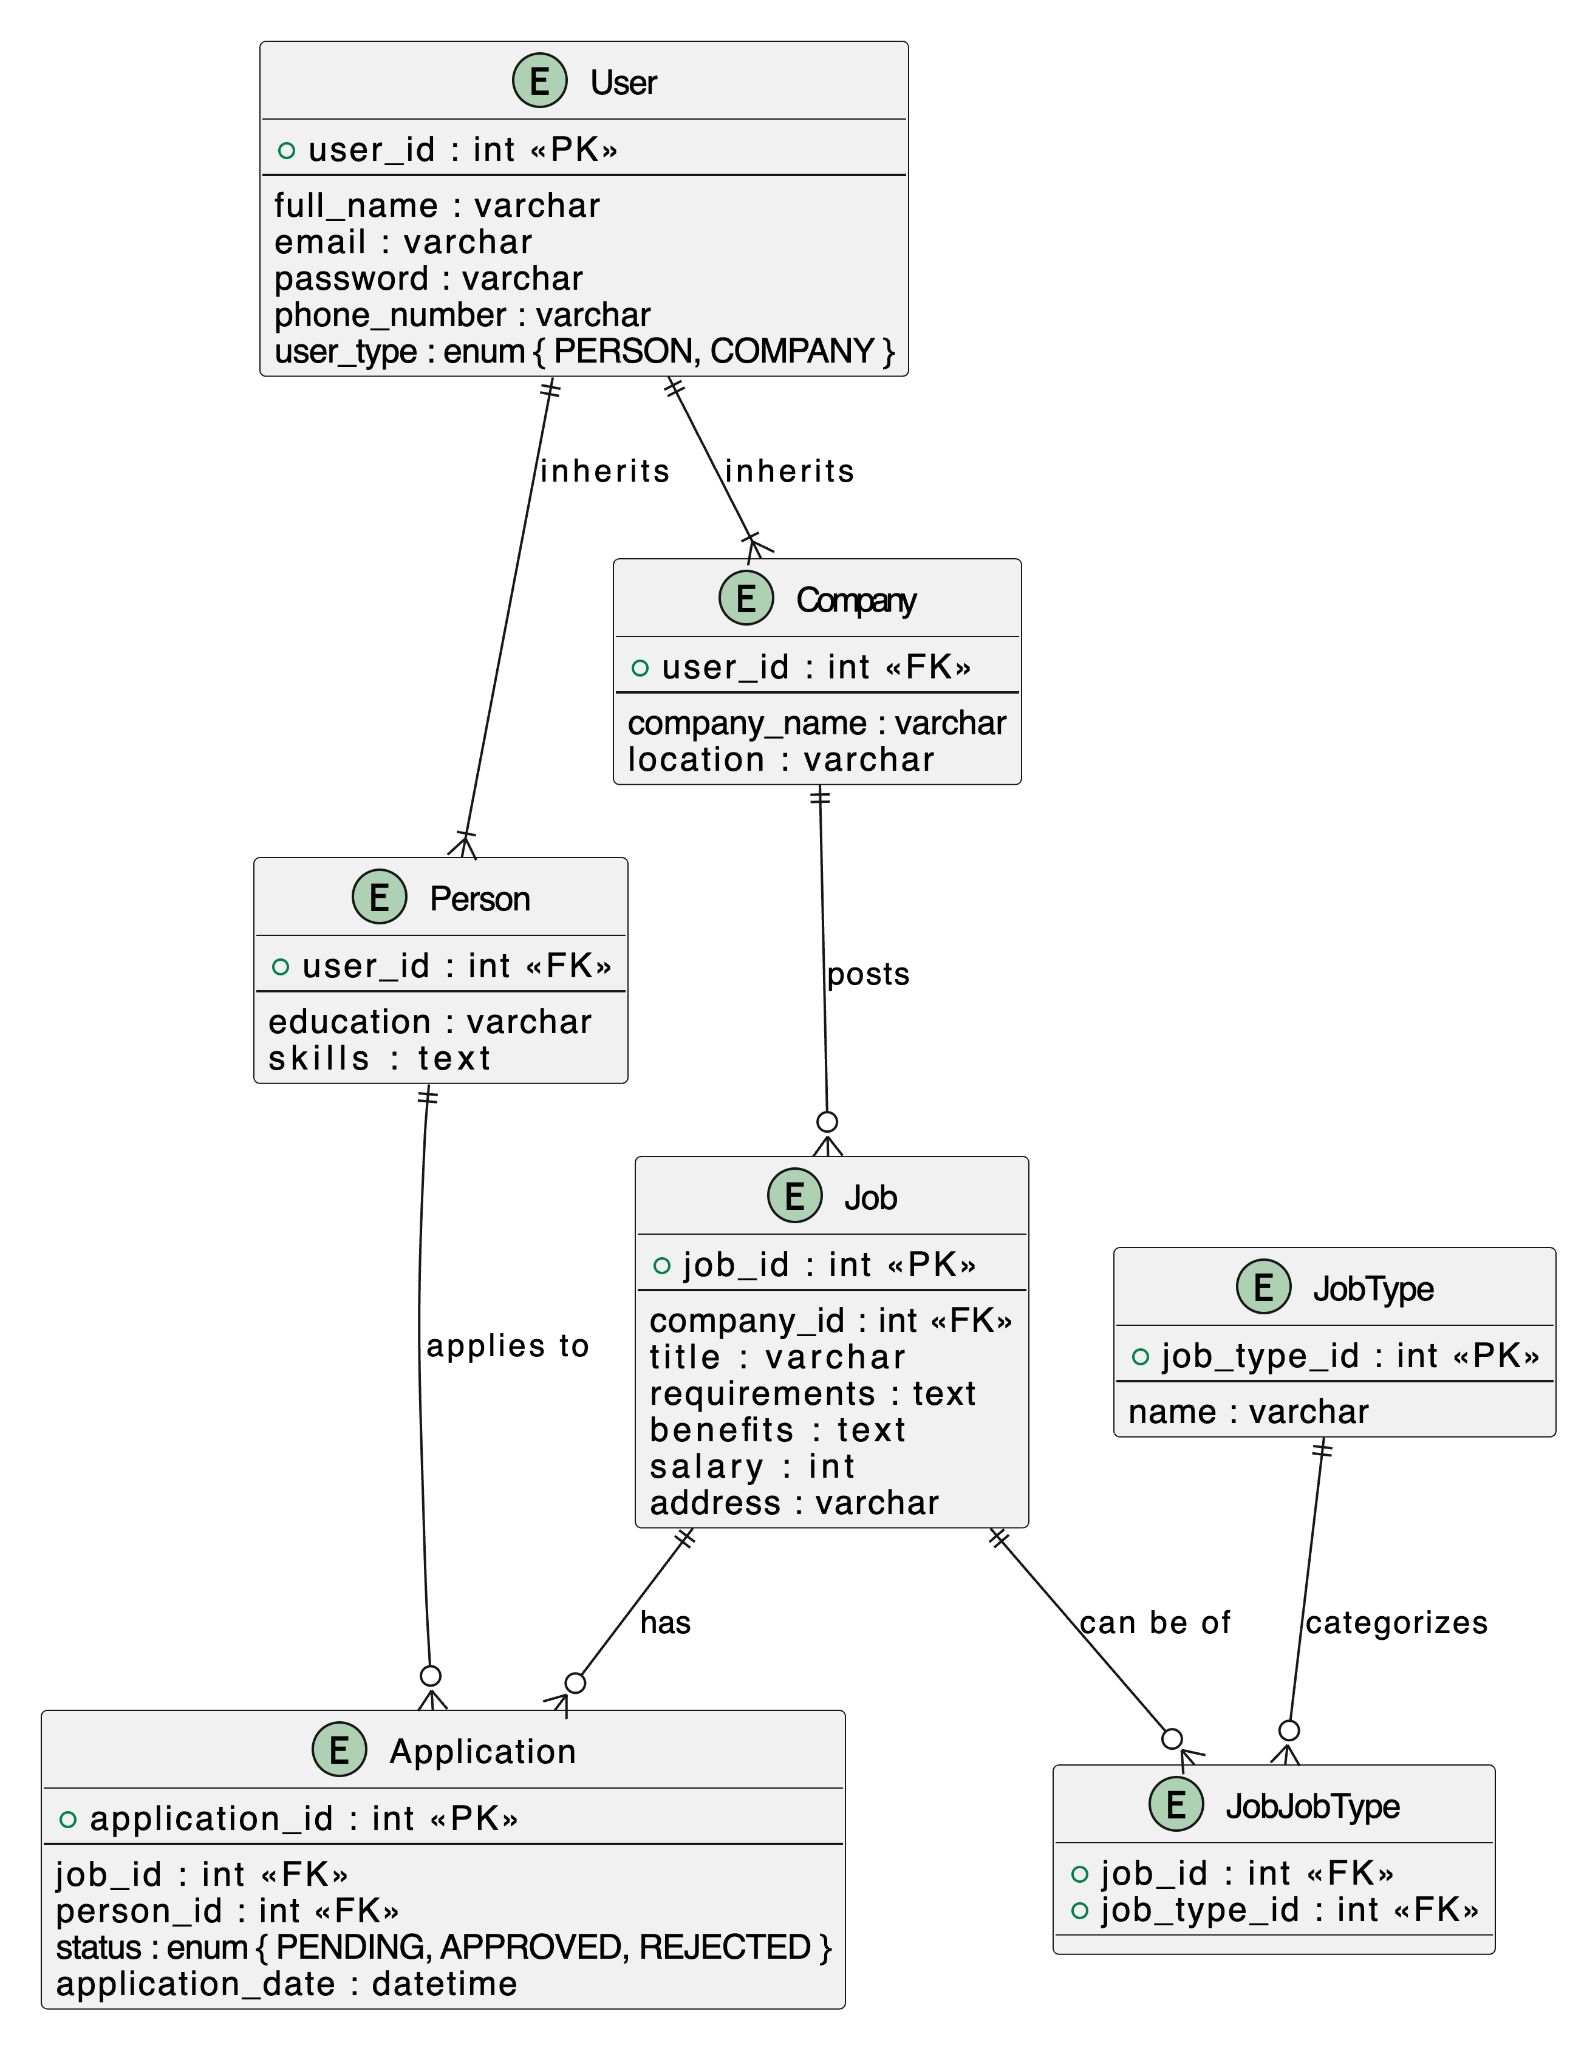 E User
user_id : int «PK»
full_name : varchar
email : varchar
password : varchar
phone_number : varchar
user_type : enum { PERSON, COMPANY }
inherits
inherits
E Company
user_id : int «FK»
company_name : varchar
location : varchar
E Person
user_id : int «FK»
education : varchar
skills : text
posts
E Job
job_id : int «PK»
company_id : int «FK»
title : varchar
requirements : text
benefits : text
salary : int
address : varchar
E JobType
job_type_id : int «PK»
name : varchar
applies to
has
can be of
categorizes
E Application
application_id : int «PK»
job_id : int «FK»
person_id : int «FK»
status : enum { PENDING, APPROVED, REJECTED }
application_date : datetime
E JobJobType
job_id : int «FK»
job_type_id : int «FK»